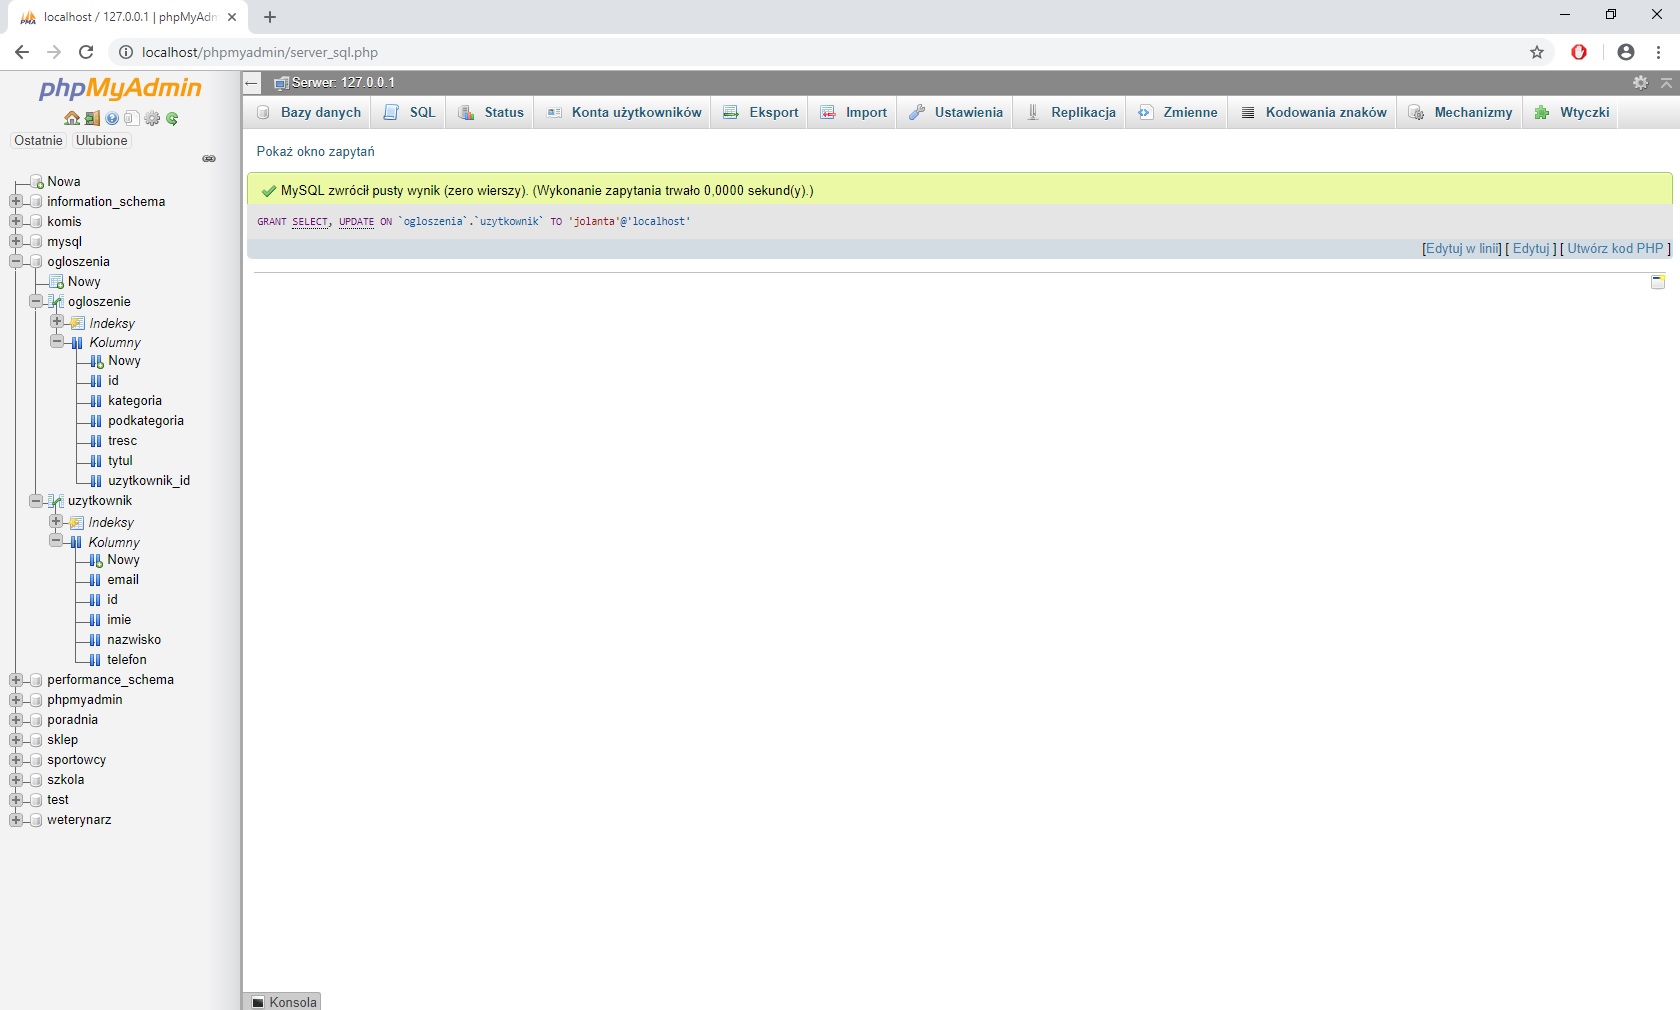 localhost / 127.0.0.1 | phpMyAdm
localhost/phpmyadmin/server_sql.php
phpMyAdmin
Ostatnie Ulubione
Nowa
information_schema
komis
mysql
ogloszenia
Nowy
ogloszenie
Indeksy
Kolumny
Nowy
id
kategoria
podkategoria
tresc
tytul
uzytkownik_id
uzytkownik
Indeksy
Kolumny
Nowy
email
id
imie
nazwisko
telefon
performance_schema
phpmyadmin
poradnia
sklep
sportowcy
szkola
test
weterynarz
Serwer: 127.0.0.1
Bazy danych SQL Status Konta użytkowników Eksport Import Ustawienia Replikacja Zmienne Kodowania znaków Mechanizmy Wtyczki
Pokaż okno zapytań
MySQL zwrócił pusty wynik (zero wierszy). (Wykonanie zapytania trwało 0,0000 sekund(y).)
GRANT SELECT, UPDATE ON `ogloszenia`.`uzytkownik` TO 'jolanta'@'localhost'
[Edytuj w linii] [ Edytuj ] [ Utwórz kod PHP ]
Konsola